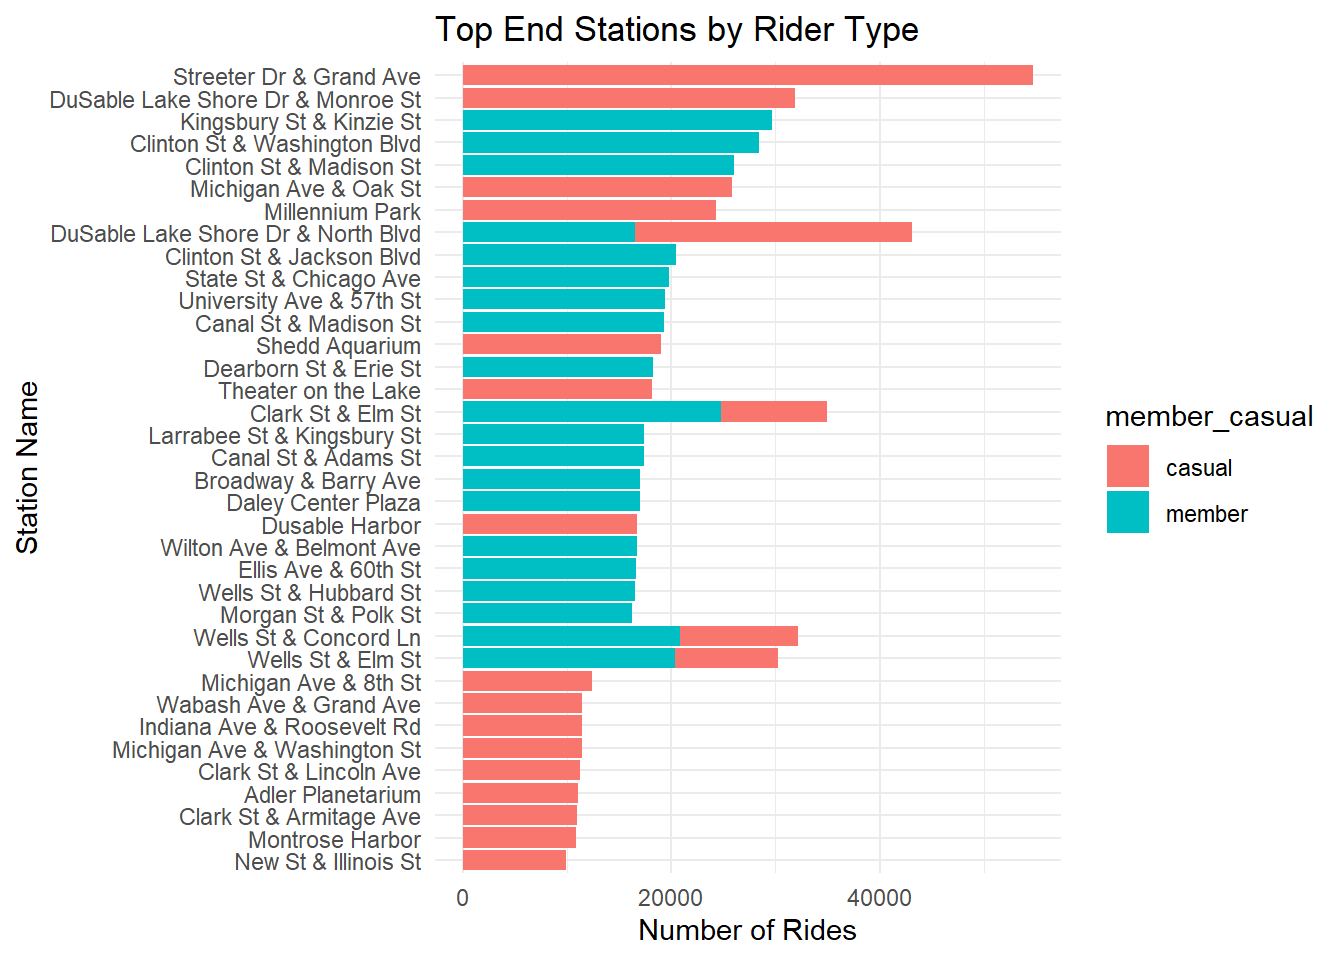 Top End Stations by Rider Type
Streeter Dr & Grand Ave
DuSable Lake Shore Dr & Monroe St
Kingsbury St & Kinzie St
Clinton St & Washington Blvd
Clinton St & Madison St
Michigan Ave & Oak St
Millennium Park
DuSable Lake Shore Dr & North Blvd
Clinton St & Jackson Blvd
State St & Chicago Ave
University Ave & 57th St
Canal St & Madison St
Shedd Aquarium
Dearborn St & Erie St
Theater on the Lake
Clark St & Elm St
Larrabee St & Kingsbury St
Canal St & Adams St
Broadway & Barry Ave
Daley Center Plaza
Dusable Harbor
Wilton Ave & Belmont Ave
Ellis Ave & 60th St
Wells St & Hubbard St
Morgan St & Polk St
Wells St & Concord Ln
Wells St & Elm St
Michigan Ave & 8th St
Wabash Ave & Grand Ave
Indiana Ave & Roosevelt Rd
Michigan Ave & Washington St
Clark St & Lincoln Ave
Adler Planetarium
Clark St & Armitage Ave
Montrose Harbor
New St & Illinois St
Station Name
0 20000 40000
Number of Rides
member_casual
casual
member